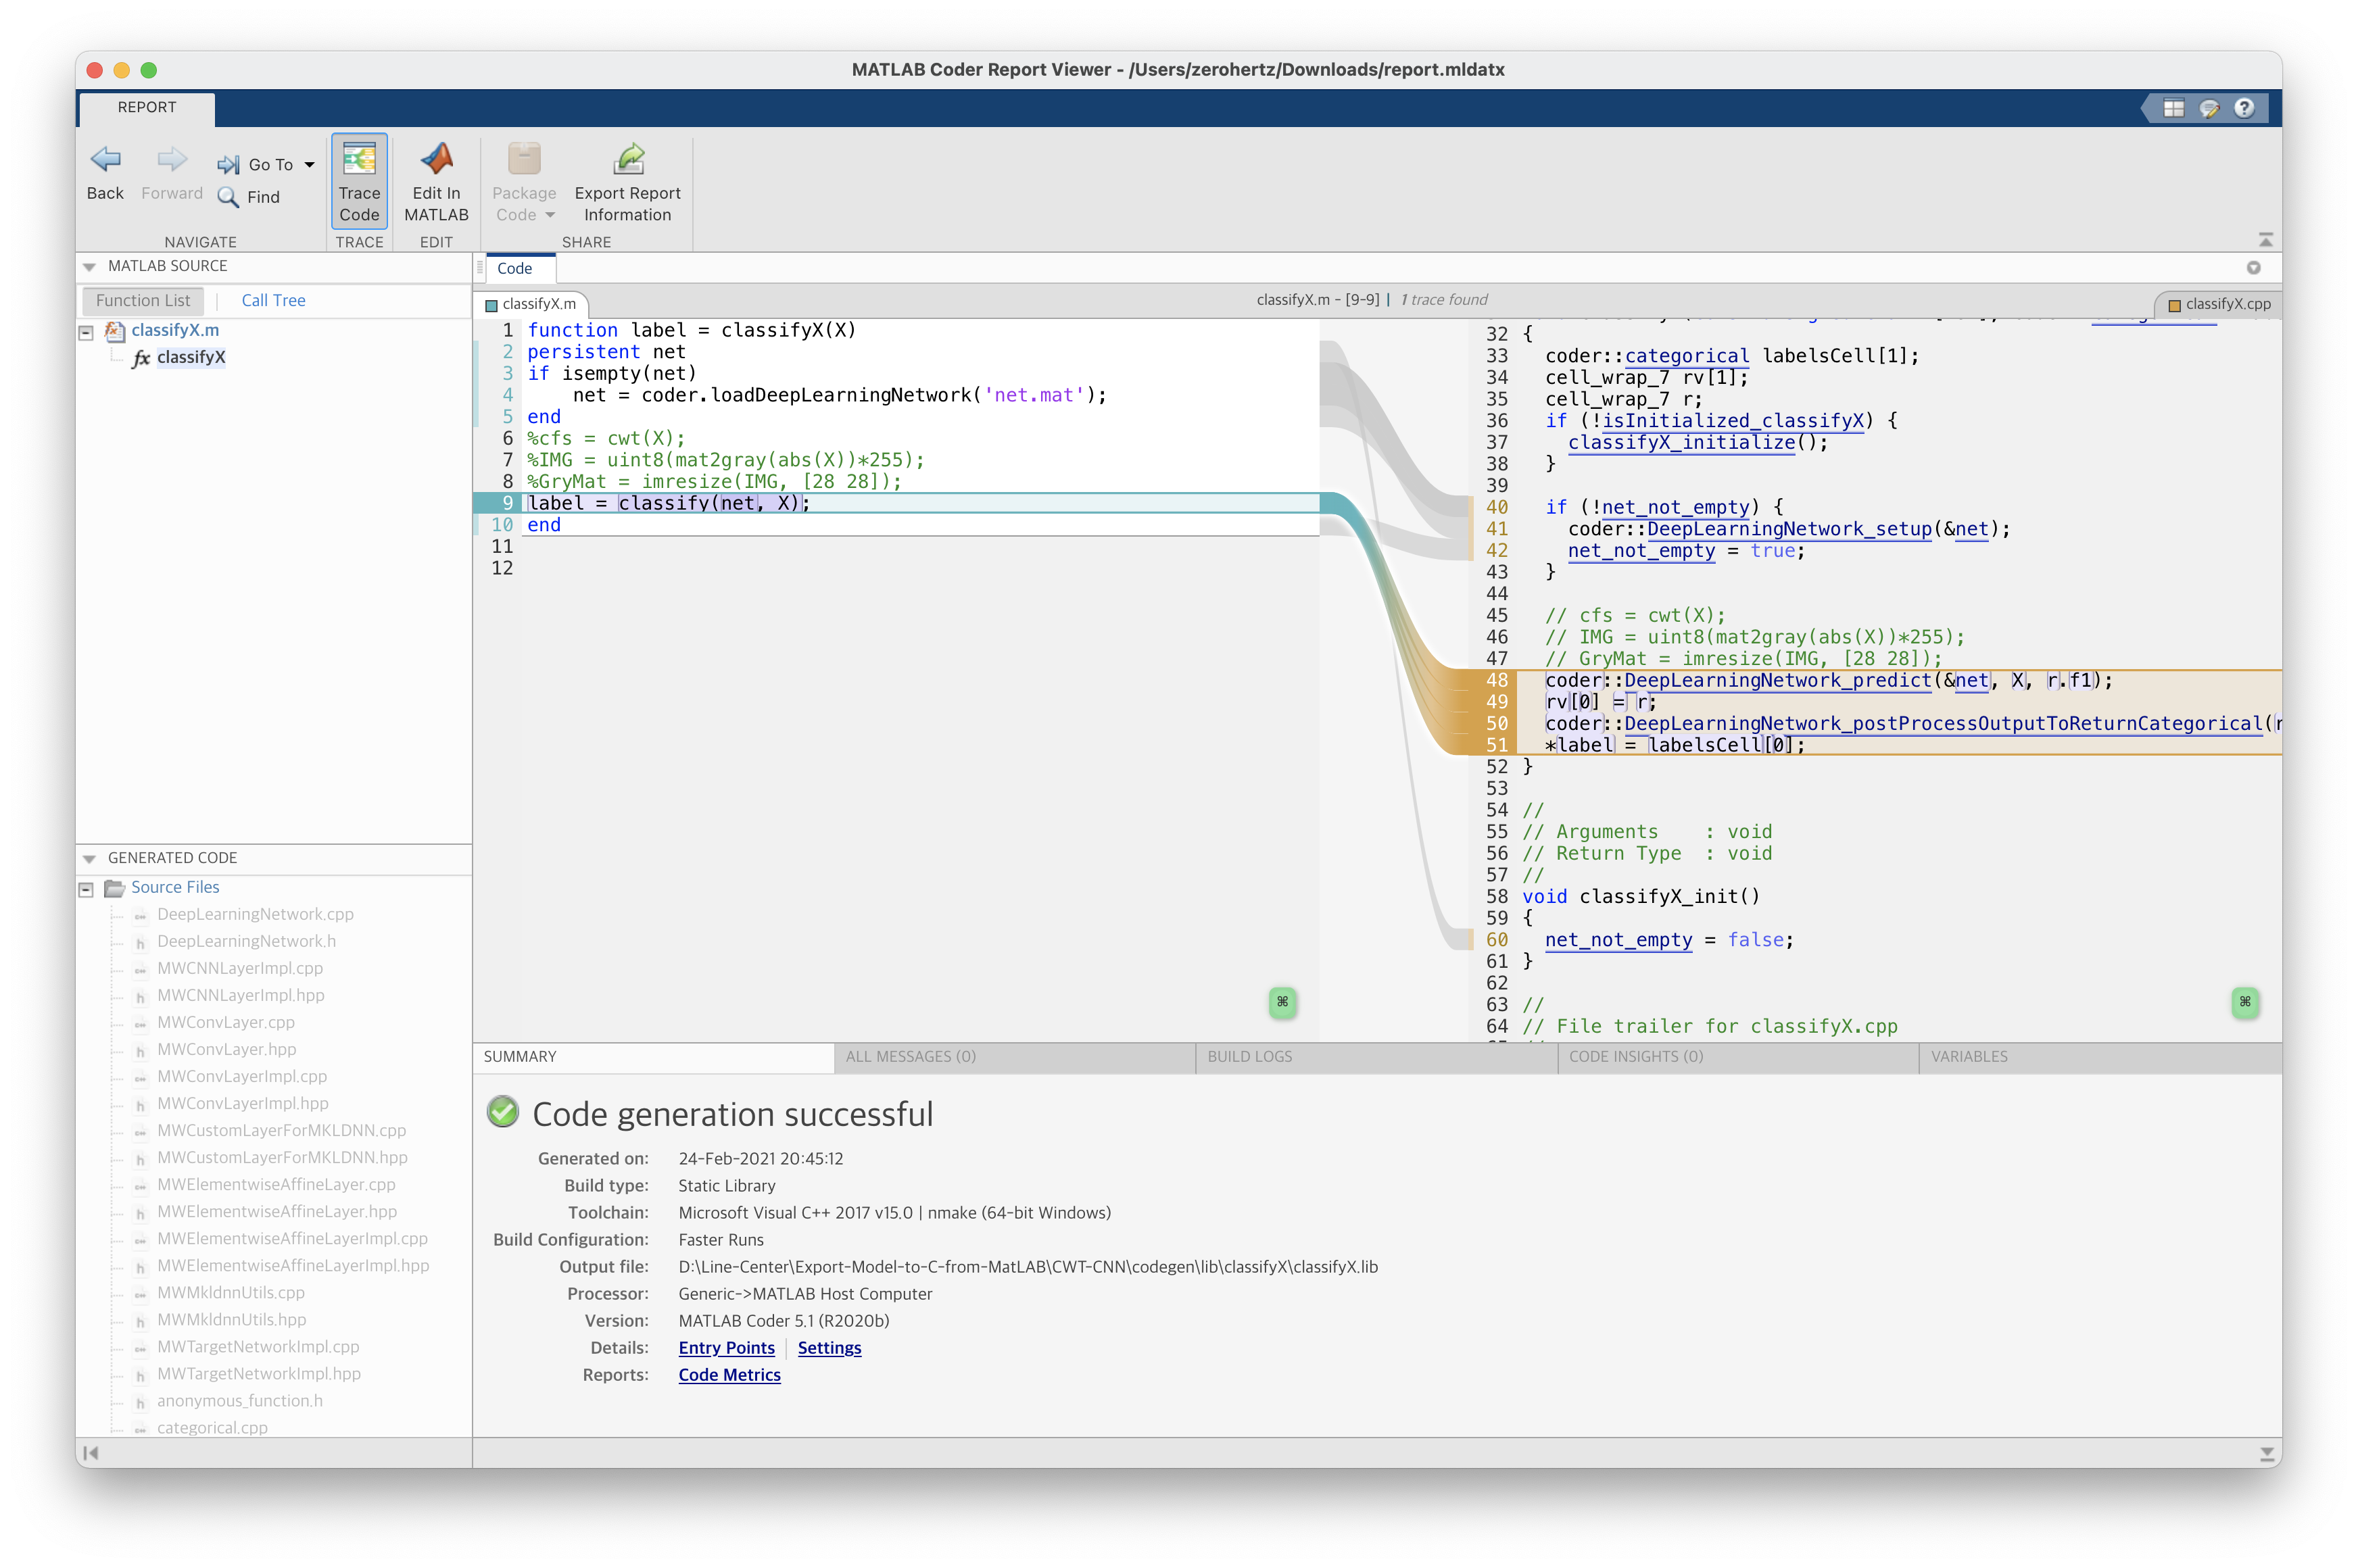 MATLAB Coder Report Viewer - /Users/zerohertz/Downloads/report.mldatx
REPORT
Back
Forward
Go To
Find
NAVIGATE
Trace
Code
TRACE
Edit In
MATLAB
EDIT
Package
Code
Export Report
Information
SHARE
MATLAB SOURCE
Function List
Call Tree
classifyX.m
fx classifyX
GENERATED CODE
Source Files
DeepLearningNetwork.cpp
DeepLearningNetwork.h
MWCNNLayerImpl.cpp
MWCNNLayerImpl.hpp
MWConvLayer.cpp
MWConvLayer.hpp
MWConvLayerImpl.cpp
MWConvLayerImpl.hpp
MWCustomLayerForMKLDNN.cpp
MWCustomLayerForMKLDNN.hpp
MWElementwiseAffineLayer.cpp
MWElementwiseAffineLayer.hpp
MWElementwiseAffineLayerImpl.cpp
MWElementwiseAffineLayerImpl.hpp
MWMkldnnUtils.cpp
MWMkldnnUtils.hpp
MWTargetNetworkImpl.cpp
MWTargetNetworkImpl.hpp
anonymous_function.h
categorical.cpp
Code
classifyX.m
classifyX.m - [9-9] | 1 trace found
classifyX.cpp
1 function label = classifyX(X)
2 persistent net
3 if isempty(net)
4     net = coder.loadDeepLearningNetwork('net.mat');
5 end
6 %cfs = cwt(X);
7 %IMG = uint8(mat2gray(abs(X))*255);
8 %GryMat = imresize(IMG, [28 28]);
9 label = classify(net, X);
10 end
11
12
32 {
33   coder::categorical labelsCell[1];
34   cell_wrap_7 rv[1];
35   cell_wrap_7 r;
36   if (!isInitialized_classifyX) {
37     classifyX_initialize();
38   }
39
40   if (!net_not_empty) {
41     coder::DeepLearningNetwork_setup(&net);
42     net_not_empty = true;
43   }
44
45   // cfs = cwt(X);
46   // IMG = uint8(mat2gray(abs(X))*255);
47   // GryMat = imresize(IMG, [28 28]);
48   coder::DeepLearningNetwork_predict(&net, X, r.f1);
49   rv[0] = r;
50   coder::DeepLearningNetwork_postProcessOutputToReturnCategorical(
51   *label = labelsCell[0];
52 }
53
54 //
55 // Arguments    : void
56 // Return Type  : void
57 //
58 void classifyX_init()
59 {
60   net_not_empty = false;
61 }
62
63 //
64 // File trailer for classifyX.cpp
⌘
⌘
SUMMARY
ALL MESSAGES (0)
BUILD LOGS
CODE INSIGHTS (0)
VARIABLES
Code generation successful
Generated on: 24-Feb-2021 20:45:12
Build type: Static Library
Toolchain: Microsoft Visual C++ 2017 v15.0 | nmake (64-bit Windows)
Build Configuration: Faster Runs
Output file: D:\Line-Center\Export-Model-to-C-from-MatLAB\CWT-CNN\codegen\lib\classifyX\classifyX.lib
Processor: Generic->MATLAB Host Computer
Version: MATLAB Coder 5.1 (R2020b)
Details: Entry Points | Settings
Reports: Code Metrics